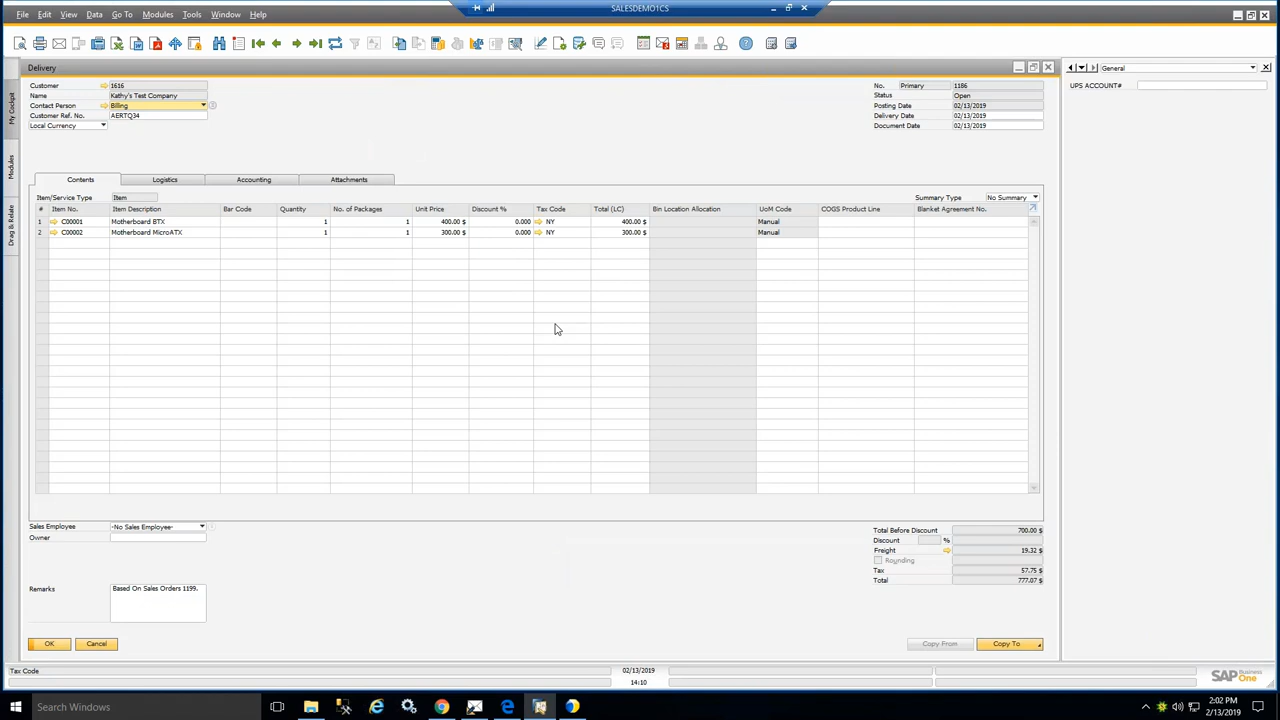 SALESDEMO1CS
File Edit View Data Go To Modules Tools Window Help
Delivery
General
Customer 1616 No. Primary 1186 UPS ACCOUNT#
Name Kathy's Test Company Status Open
Contact Person Billing Posting Date 02/13/2019
Customer Ref. No. AERTQ34 Delivery Date 02/13/2019
Local Currency Document Date 02/13/2019
My Cockpit
Modules
Drag & Relate
Contents Logistics Accounting Attachments
Item/Service Type Item Summary Type No Summary
# Item No. Item Description Bar Code Quantity No. of Packages Unit Price Discount % Tax Code Total (LC) Bin Location Allocation UoM Code COGS Product Line Blanket Agreement No.
1 C00001 Motherboard BTX 1 1 400.00 $ 0.000 NY 400.00 $ Manual
2 C00002 Motherboard MicroATX 1 1 300.00 $ 0.000 NY 300.00 $ Manual
Sales Employee -No Sales Employee- Total Before Discount 700.00 $
Owner Discount %
Freight 19.32 $
Rounding
Tax 57.75 $
Total 777.07 $
Remarks Based On Sales Orders 1199.
OK Cancel Copy From Copy To
Tax Code 02/13/2019
14:10
SAP Business One
Search Windows
2:02 PM
2/13/2019